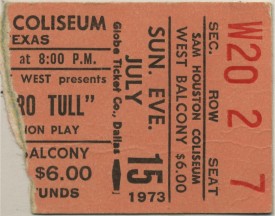 COLISEUM
EXAS
at 8:00 P.M.
WEST presents
RO TULL"
ION PLAY
ALCONY
$6.00
FUNDS
Globe Ticket Co., Dallas
SUN. EVE.
JULY
15
1973
SAM HOUSTON COLISEUM
WEST BALCONY $6.00
SEC. ROW SEAT
W20 2 7